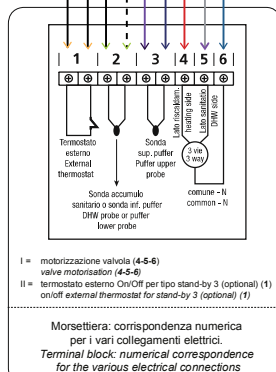 1 2 3 4 5 6
Termostato
esterno
External
thermostat
Sonda
sup. puffer
Puffer upper
probe
Lato riscaldam.
heating side
Lato sanitario
DHW side
3 vie
3 way
comune - N
common - N
Sonda accumulo
sanitario o sonda inf. puffer
DHW probe or puffer
lower probe
I = motorizzazione valvola (4-5-6)
valve motorisation (4-5-6)
II = termostato esterno On/Off per tipo stand-by 3 (optional) (1)
on/off external thermostat for stand-by 3 (optional) (1)
Morsettiera: corrispondenza numerica
per i vari collegamenti elettrici.
Terminal block: numerical correspondence
for the various electrical connections